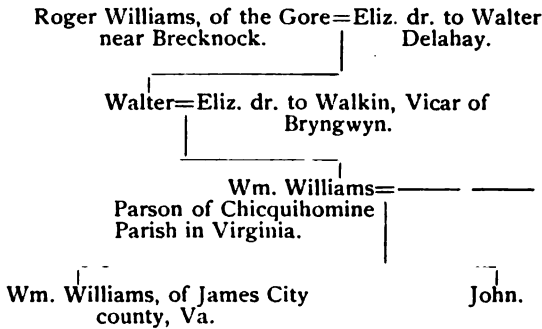 Roger Williams, of the Gore=Eliz. dr. to Walter
near Brecknock. Delahay.
Walter=Eliz. dr. to Walkin, Vicar of
Bryngwyn.
Wm. Williams=—— ——
Parson of Chicquihomine
Parish in Virginia.
Wm. Williams, of James City John.
county, Va.